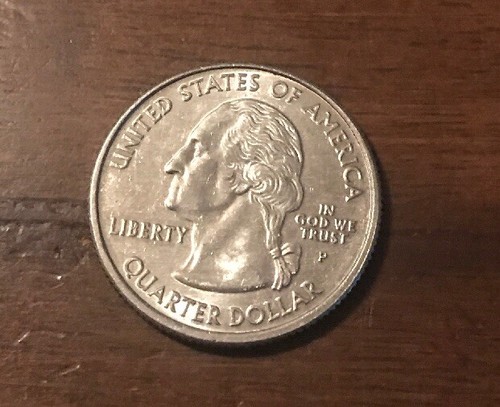 UNITED STATES OF AMERICA
LIBERTY
IN
GOD WE
TRUST
P
QUARTER DOLLAR